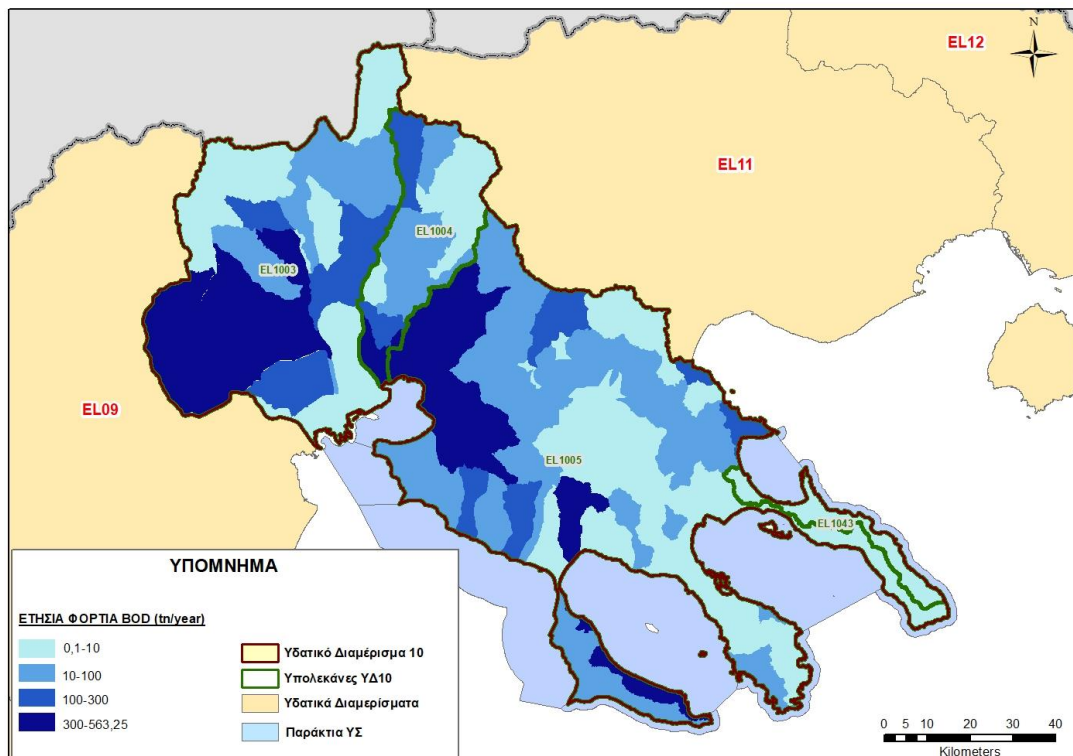 EL12
N
EL11
EL1004
EL1003
EL09
EL1005
EL1043
ΥΠΟΜΝΗΜΑ
ΕΤΗΣΙΑ ΦΟΡΤΙΑ BOD (tn/year)
0,1-10
10-100
100-300
300-563,25
Υδατικό Διαμέρισμα 10
Υπολεκάνες ΥΔ10
Υδατικά Διαμερίσματα
Παράκτια ΥΣ
0 5 10 20 30 40
Kilometers